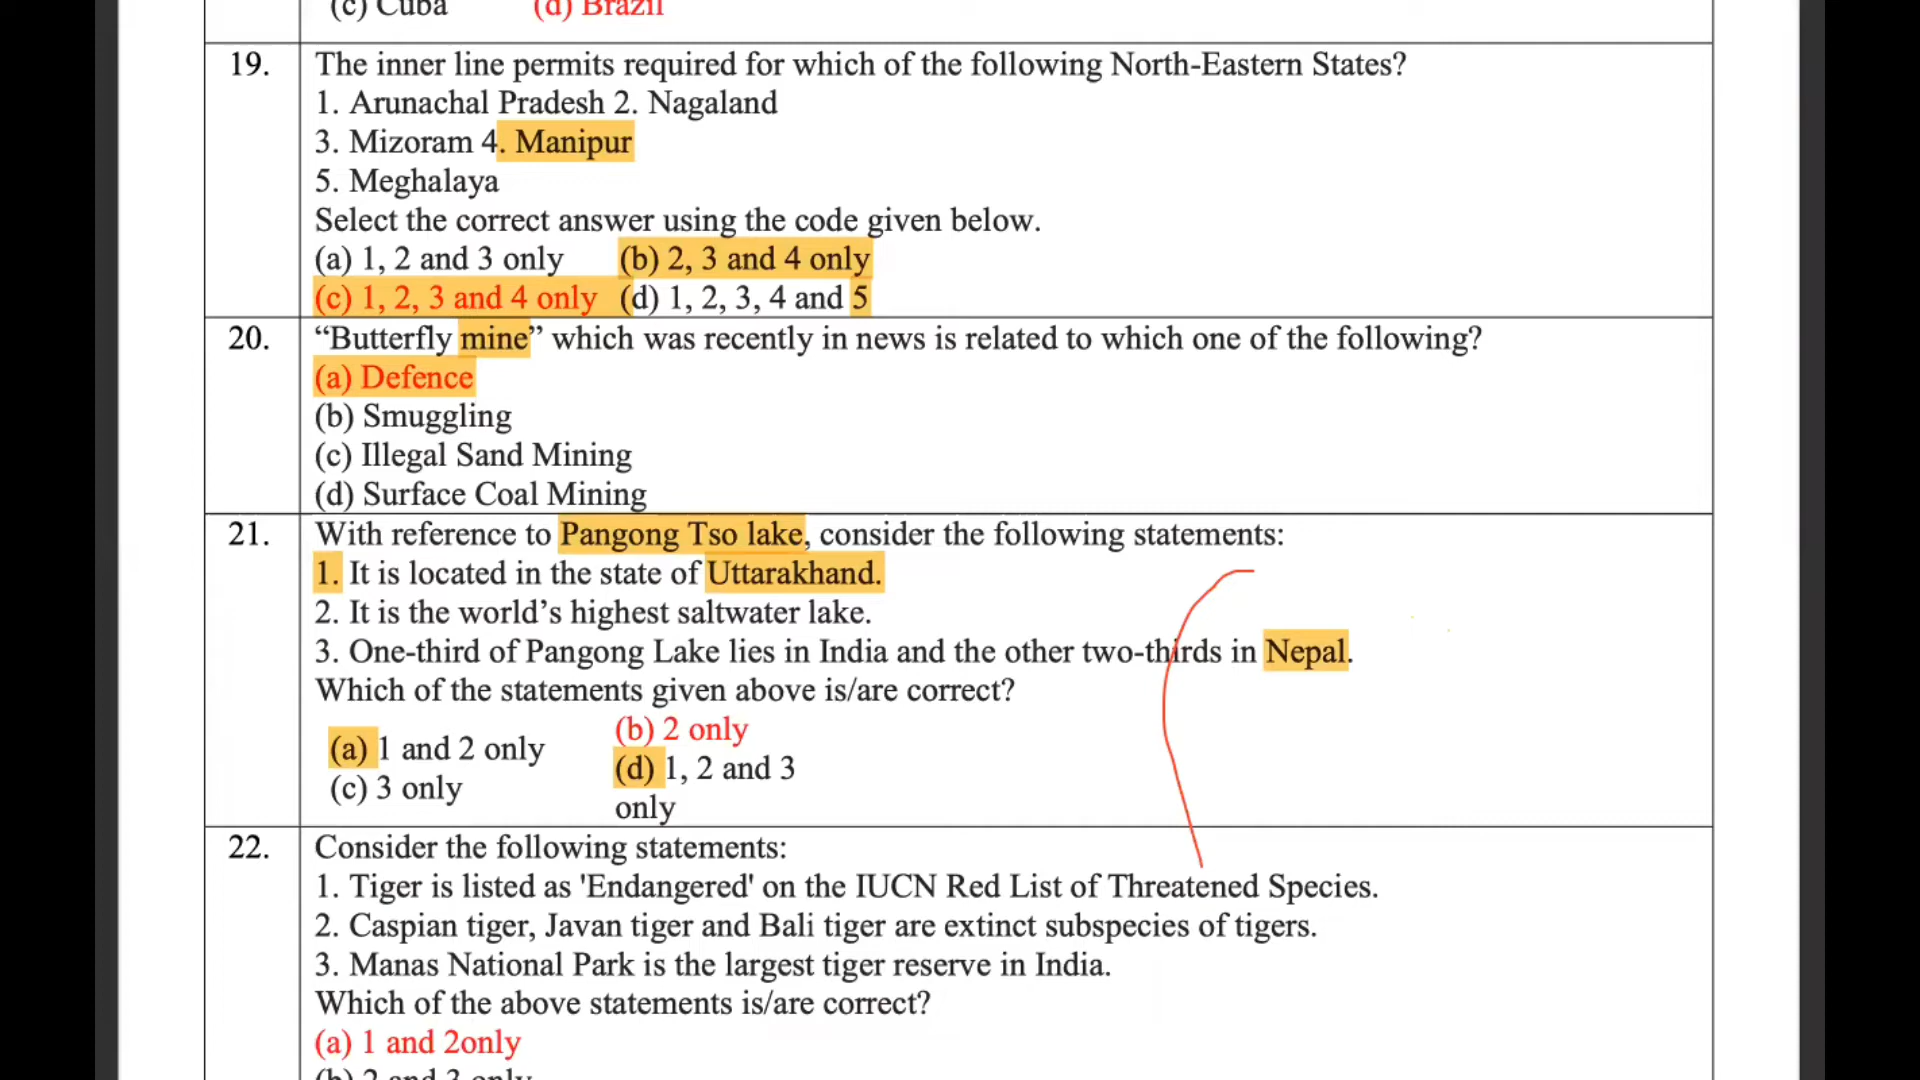 (c) Cuba (d) Brazil
19. The inner line permits required for which of the following North-Eastern States?
1. Arunachal Pradesh 2. Nagaland
3. Mizoram 4. Manipur
5. Meghalaya
Select the correct answer using the code given below.
(a) 1, 2 and 3 only (b) 2, 3 and 4 only
(c) 1, 2, 3 and 4 only (d) 1, 2, 3, 4 and 5
20. “Butterfly mine” which was recently in news is related to which one of the following?
(a) Defence
(b) Smuggling
(c) Illegal Sand Mining
(d) Surface Coal Mining
21. With reference to Pangong Tso lake, consider the following statements:
1. It is located in the state of Uttarakhand.
2. It is the world’s highest saltwater lake.
3. One-third of Pangong Lake lies in India and the other two-thirds in Nepal.
Which of the statements given above is/are correct?
(a) 1 and 2 only (b) 2 only
(c) 3 only (d) 1, 2 and 3
only
22. Consider the following statements:
1. Tiger is listed as 'Endangered' on the IUCN Red List of Threatened Species.
2. Caspian tiger, Javan tiger and Bali tiger are extinct subspecies of tigers.
3. Manas National Park is the largest tiger reserve in India.
Which of the above statements is/are correct?
(a) 1 and 2only
(b) 2 and 3 only